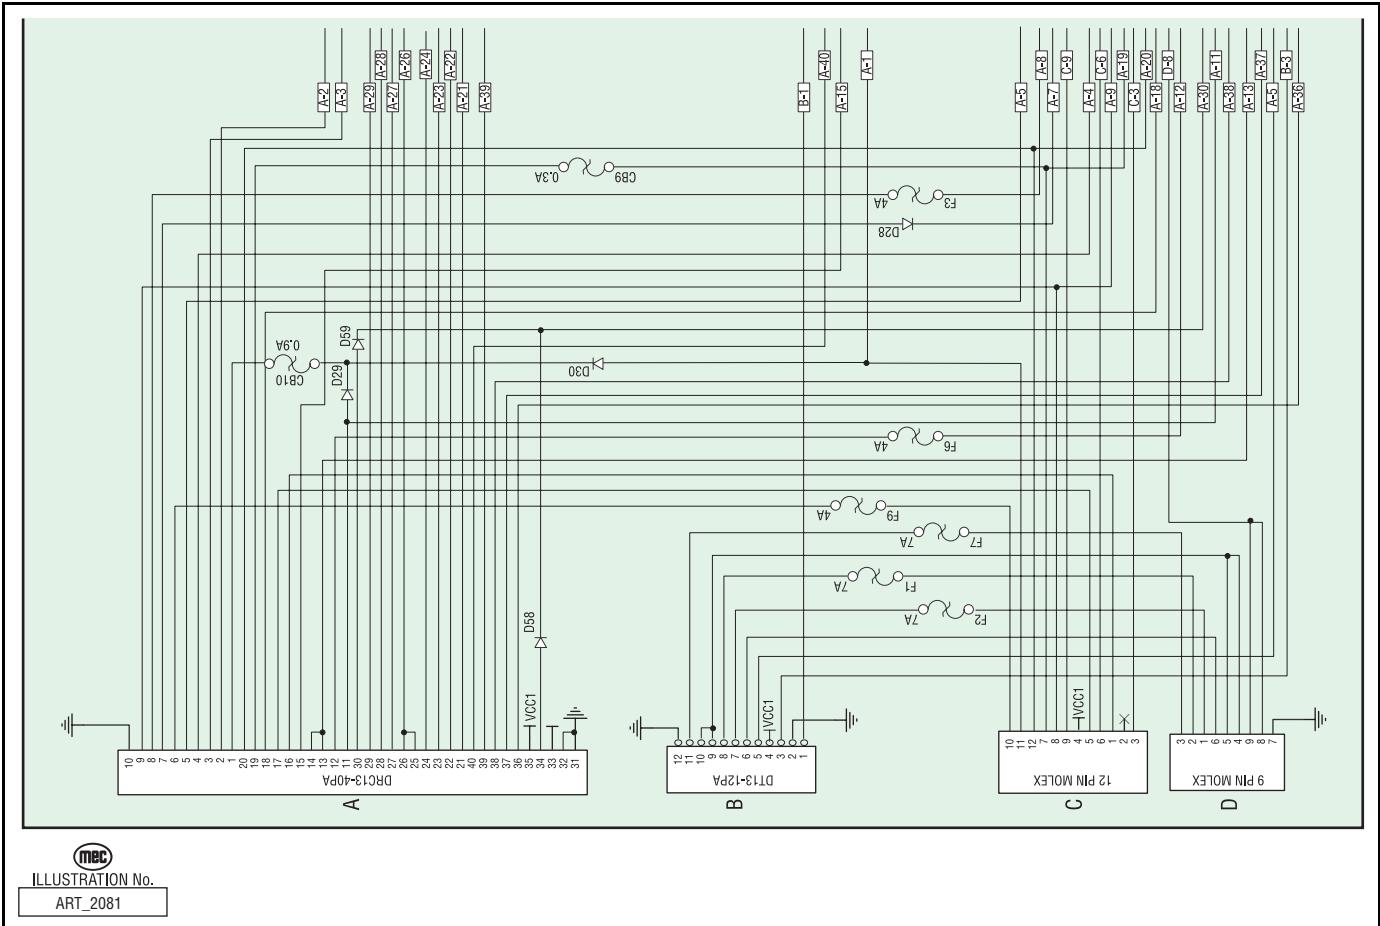 A-2
A-3
A-29
A-28
A-27
A-26
A-24
A-23
A-22
A-21
A-39
B-1
A-40
A-15
A-1
A-5
A-8
A-7
C-9
A-4
C-6
A-9
A-19
C-3
A-20
A-18
D-8
A-12
A-30
A-11
A-38
A-13
A-37
A-5
B-3
A-36
0.3A
CB9
4A
F3
D28
D59
0.9A
CB10
D29
D30
4A
F6
4A
F9
7A
F7
7A
F1
7A
F2
D58
VCC1
VCC1
VCC1
10 9 8 7 6 5 4 3 2 1 20 19 18 17 16 15 14 13 12 11 30 29 28 27 26 25 24 23 22 21 40 39 38 37 36 35 34 33 32 31
DRC13-40PA
A
12 11 10 9 8 7 6 5 4 3 2 1
DT13-12PA
B
10 11 12 7 8 9 4 5 6 1 2 3
12 PIN MOLEX
C
3 2 1 6 5 4 9 8 7
9 PIN MOLEX
D
mec
ILLUSTRATION No.
ART_2081